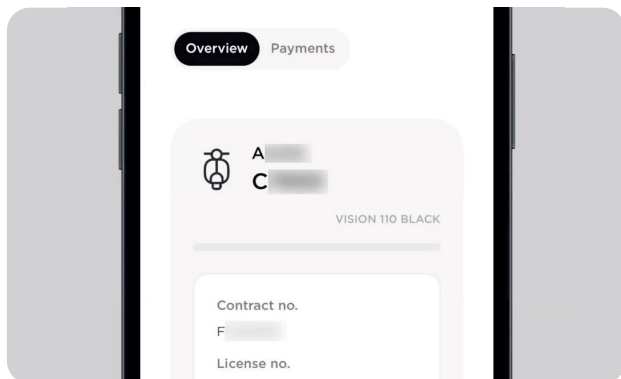 Overview Payments
A
C
VISION 110 BLACK
Contract no.
F
License no.